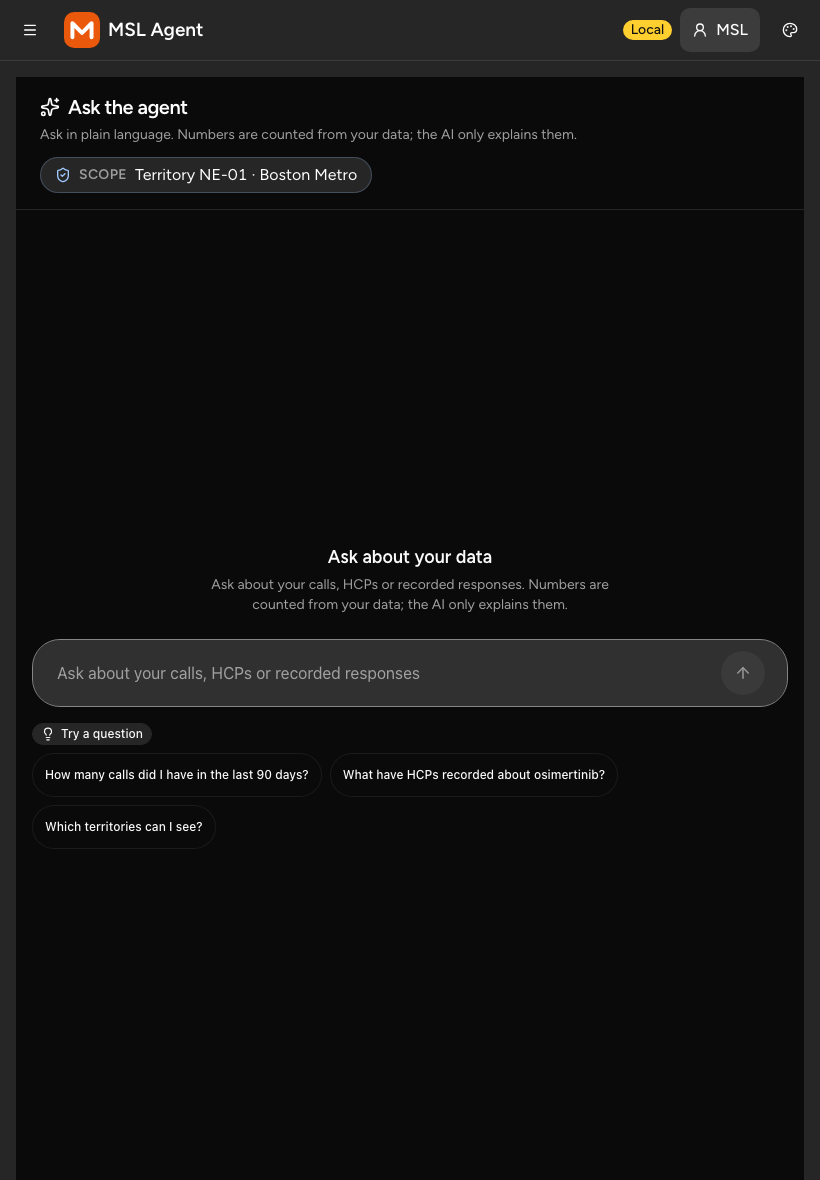 MSL Agent
Local
MSL
Ask the agent
Ask in plain language. Numbers are counted from your data; the AI only explains them.
SCOPE Territory NE-01 · Boston Metro
Ask about your data
Ask about your calls, HCPs or recorded responses. Numbers are
counted from your data; the AI only explains them.
Ask about your calls, HCPs or recorded responses
Try a question
How many calls did I have in the last 90 days?
What have HCPs recorded about osimertinib?
Which territories can I see?